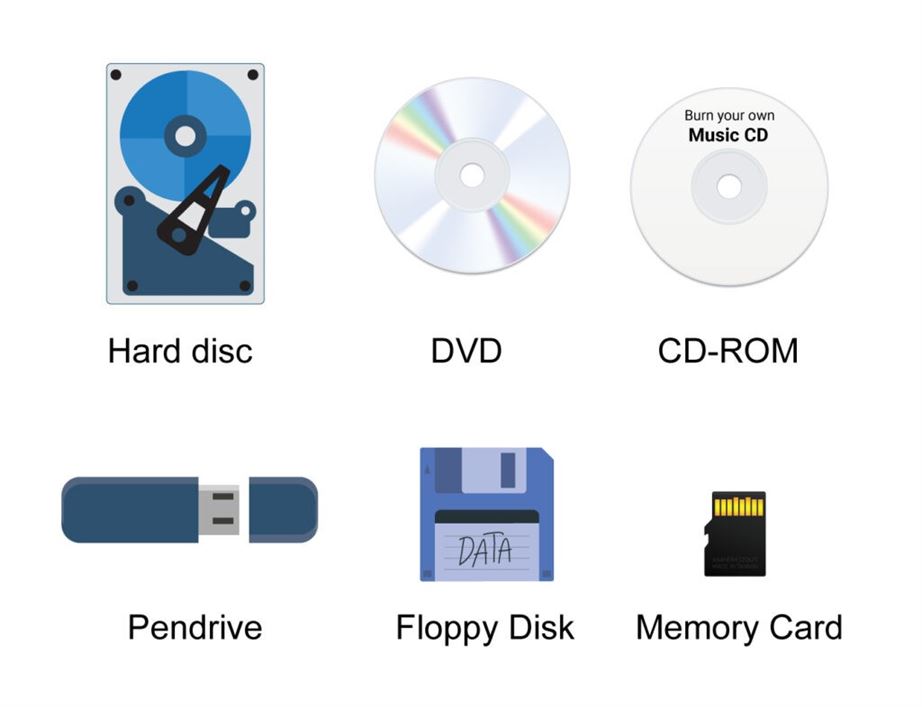 Burn your own
Music CD
Hard disc
DVD
CD-ROM
DATA
Pendrive
Floppy Disk
Memory Card